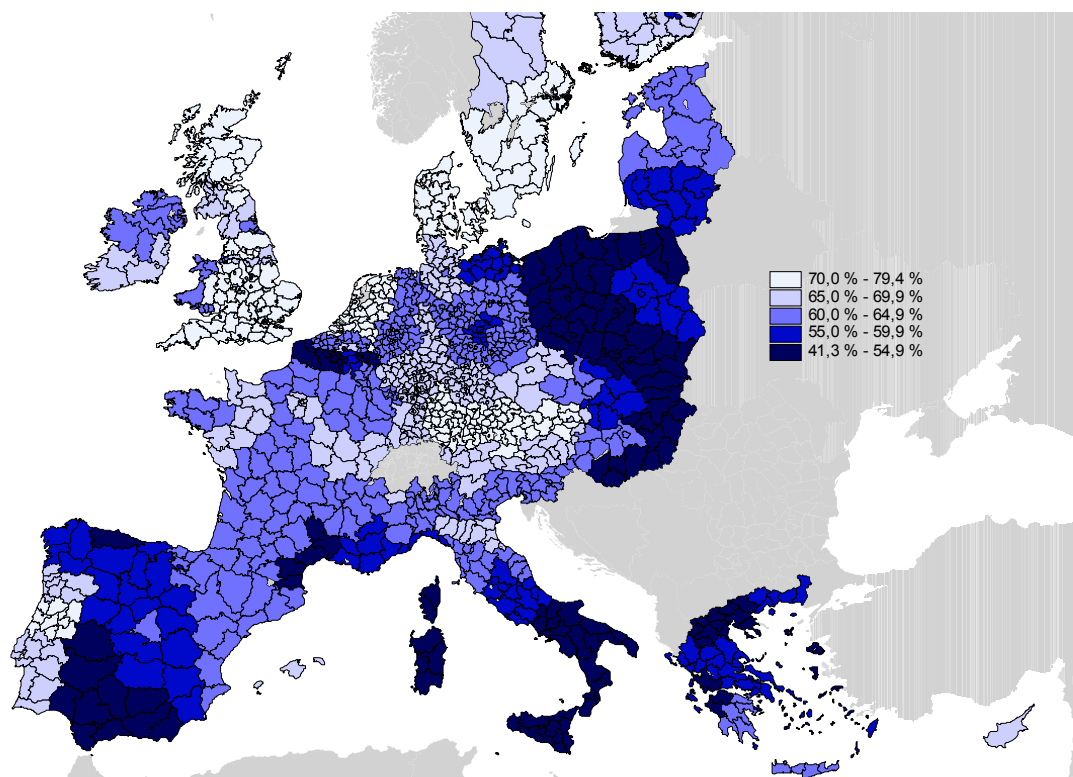 70,0 % - 79,4 %
65,0 % - 69,9 %
60,0 % - 64,9 %
55,0 % - 59,9 %
41,3 % - 54,9 %